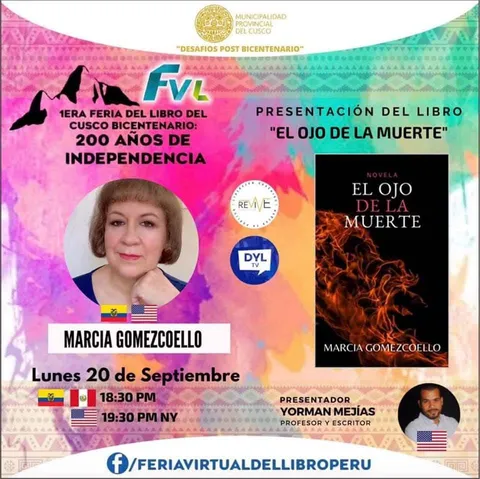 MUNICIPALIDAD
PROVINCIAL
DEL CUSCO
"DESAFIOS POST BICENTENARIO"
FVL
1ERA FERIA DEL LIBRO DEL
CUSCO BICENTENARIO:
200 AÑOS DE
INDEPENDENCIA
PRESENTACIÓN DEL LIBRO
"EL OJO DE LA MUERTE"
REVIVE
DYL
TV
NOVELA
EL OJO
DE LA
MUERTE
MARCIA GOMEZCOELLO
MARCIA GOMEZCOELLO
Lunes 20 de Septiembre
18:30 PM
19:30 PM NY
PRESENTADOR
YORMAN MEJÍAS
PROFESOR Y ESCRITOR
/FERIAVIRTUALDELLIBROPERU